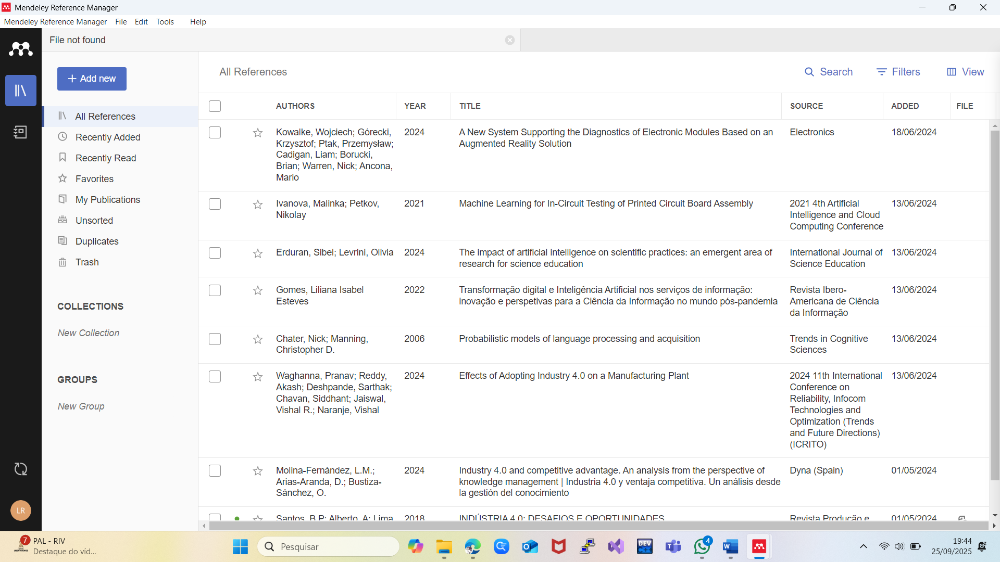 Mendeley Reference Manager
Mendeley Reference Manager File Edit Tools Help
File not found
+ Add new
All References
Recently Added
Recently Read
Favorites
My Publications
Unsorted
Duplicates
Trash
COLLECTIONS
New Collection
GROUPS
New Group
LR
All References
Search Filters View
AUTHORS YEAR TITLE SOURCE ADDED FILE
Kowalke, Wojciech; Górecki, 2024 A New System Supporting the Diagnostics of Electronic Modules Based on an Electronics 18/06/2024
Krzysztof; Ptak, Przemysław; Augmented Reality Solution
Cadigan, Liam; Borucki,
Brian; Warren, Nick; Ancona,
Mario
Ivanova, Malinka; Petkov, 2021 Machine Learning for In-Circuit Testing of Printed Circuit Board Assembly 2021 4th Artificial 13/06/2024
Nikolay Intelligence and Cloud
Computing Conference
Erduran, Sibel; Levrini, Olivia 2024 The impact of artificial intelligence on scientific practices: an emergent area of International Journal of 13/06/2024
research for science education Science Education
Gomes, Liliana Isabel 2022 Transformação digital e Inteligência Artificial nos serviços de informação: Revista Ibero- 13/06/2024
Esteves inovação e perspetivas para a Ciência da Informação no mundo pós-pandemia Americana de Ciência
da Informação
Chater, Nick; Manning, 2006 Probabilistic models of language processing and acquisition Trends in Cognitive 13/06/2024
Christopher D. Sciences
Waghanna, Pranav; Reddy, 2024 Effects of Adopting Industry 4.0 on a Manufacturing Plant 2024 11th International 13/06/2024
Akash; Deshpande, Sarthak; Conference on
Chavan, Siddhant; Jaiswal, Reliability, Infocom
Vishal R.; Naranje, Vishal Technologies and
Optimization (Trends
and Future Directions)
(ICRITO)
Molina-Fernández, L.M.; 2024 Industry 4.0 and competitive advantage. An analysis from the perspective of Dyna (Spain) 01/05/2024
Arias-Aranda, D.; Bustiza- knowledge management | Industria 4.0 y ventaja competitiva. Un análisis desde
Sánchez, O. la gestión del conocimiento
Santos, B P; Alberto, A; Lima 2018 INDÚSTRIA 4.0: DESAFIOS E OPORTUNIDADES Revista Produção e 01/05/2024
7 PAL - RIV
Destaque do víd...
Pesquisar
DEV
C++
4
19:44
25/09/2025